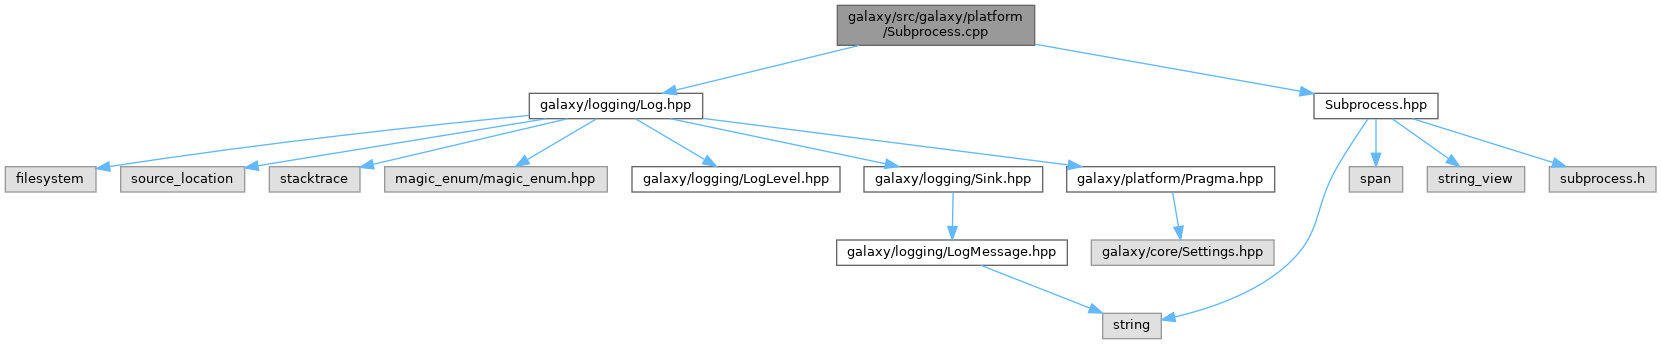 galaxy/src/galaxy/platform
/Subprocess.cpp
galaxy/logging/Log.hpp
Subprocess.hpp
filesystem
source_location
stacktrace
magic_enum/magic_enum.hpp
galaxy/logging/LogLevel.hpp
galaxy/logging/Sink.hpp
galaxy/platform/Pragma.hpp
span
string_view
subprocess.h
galaxy/logging/LogMessage.hpp
galaxy/core/Settings.hpp
string